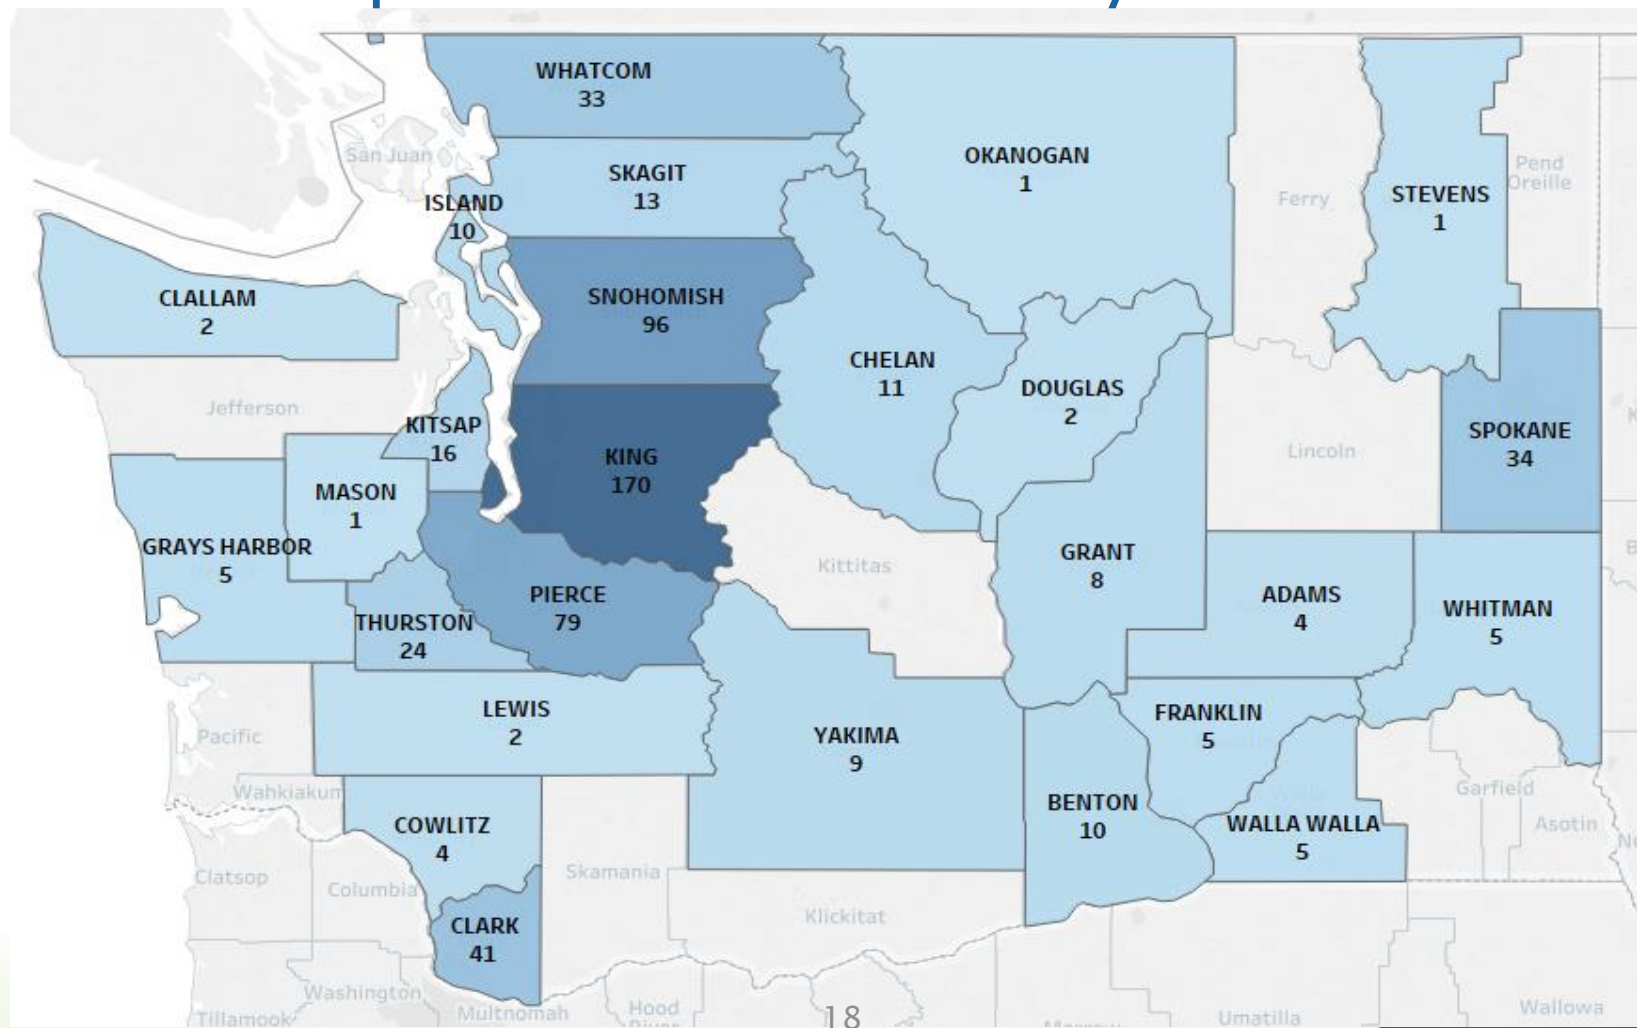 WHATCOM
33
San Juan
SKAGIT
13
OKANOGAN
1
Ferry
STEVENS
1
Pend
Oreille
ISLAND
10
CLALLAM
2
SNOHOMISH
96
CHELAN
11
DOUGLAS
2
Jefferson
KITSAP
16
KING
170
Lincoln
SPOKANE
34
MASON
1
GRAYS HARBOR
5
Kittitas
GRANT
8
PIERCE
79
THURSTON
24
ADAMS
4
WHITMAN
5
LEWIS
2
Pacific
YAKIMA
9
FRANKLIN
5
Wahkiakum
BENTON
10
Garfield
COWLITZ
4
WALLA WALLA
5
Asotin
Clatsop
Columbia
Skamania
Klickitat
CLARK
41
Washington
Multnomah
Hood
River
18
Tillamook
Umatilla
Wallowa